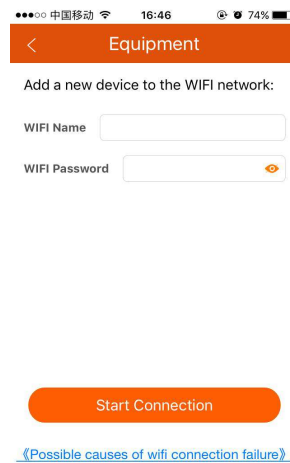 中国移动 16:46 74%
Equipment
Add a new device to the WIFI network:
WIFI Name
WIFI Password
Start Connection
《Possible causes of wifi connection failure》